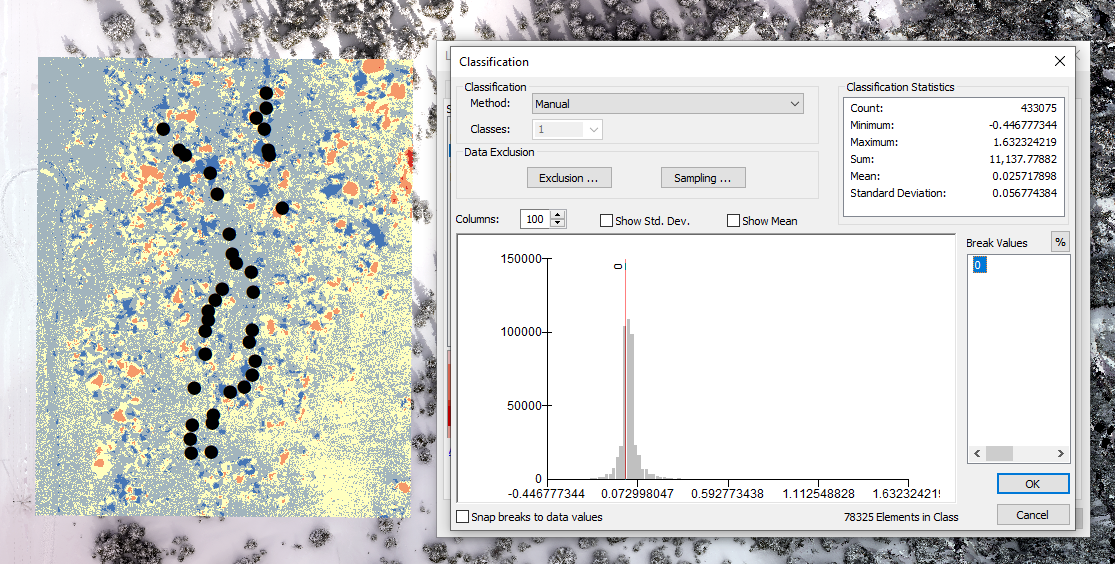 Classification
Classification
Method:
Manual
Classes:
1
Data Exclusion
Exclusion ...
Sampling ...
Columns:
100
Show Std. Dev.
Show Mean
Classification Statistics
Count: 433075
Minimum: -0.446777344
Maximum: 1.632324219
Sum: 11,137.77882
Mean: 0.025717898
Standard Deviation: 0.056774384
Break Values
%
0
150000
100000
50000
0
0
-0.446777344
0.072998047
0.592773438
1.112548828
1.632324219
Snap breaks to data values
78325 Elements in Class
OK
Cancel